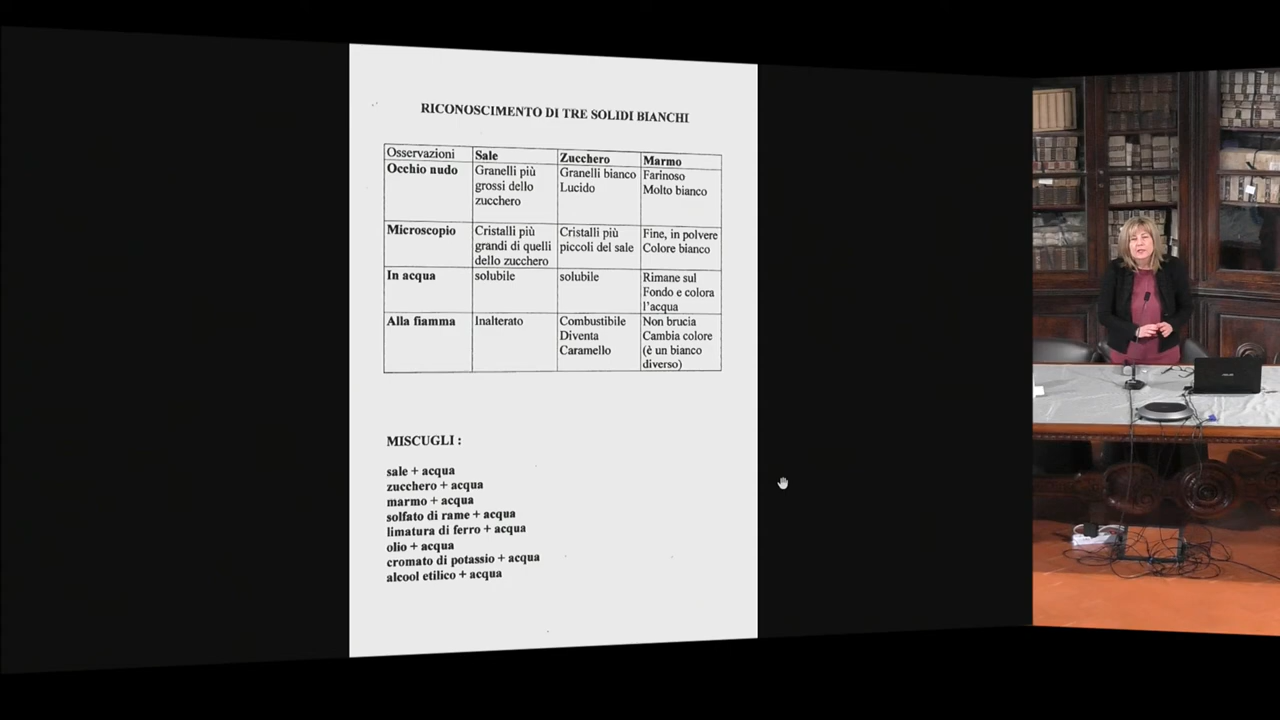 RICONOSCIMENTO DI TRE SOLIDI BIANCHI
Osservazioni Sale Zucchero Marmo
Occhio nudo Granelli più Granelli bianco Farinoso
grossi dello Lucido Molto bianco
zucchero
Microscopio Cristalli più Cristalli più Fine, in polvere
grandi di quelli piccoli del sale Colore bianco
dello zucchero
In acqua solubile solubile Rimane sul
Fondo e colora
l'acqua
Alla fiamma Inalterato Combustibile Non brucia
Diventa Cambia colore
Caramello (è un bianco
diverso)
MISCUGLI :
sale + acqua
zucchero + acqua
marmo + acqua
solfato di rame + acqua
limatura di ferro + acqua
olio + acqua
cromato di potassio + acqua
alcool etilico + acqua